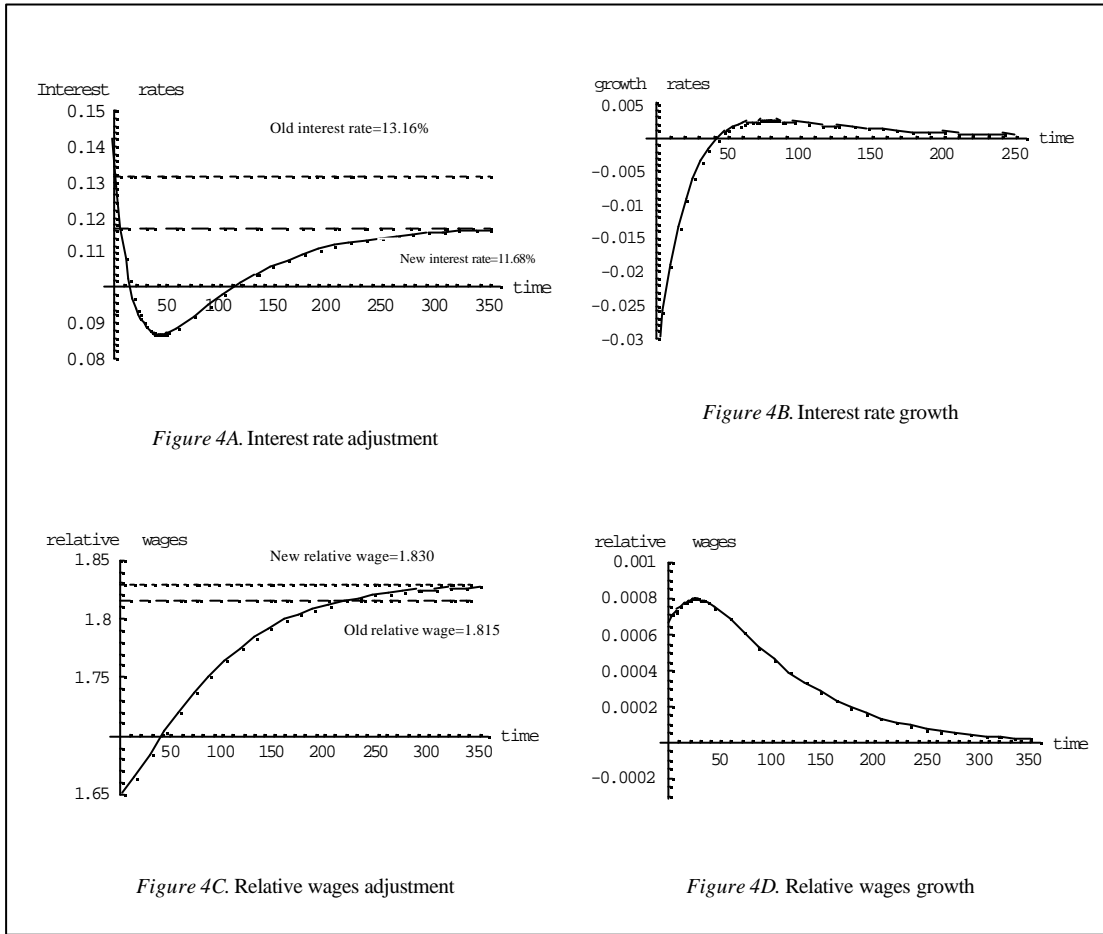 Interest rates
0.15
Old interest rate=13.16%
0.14
0.13
0.12
0.11
New interest rate=11.68%
time
50 100 150 200 250 300 350
0.09
0.08
Figure 4A. Interest rate adjustment
growth rates
0.005
time
50 100 150 200 250
-0.005
-0.01
-0.015
-0.02
-0.025
-0.03
Figure 4B. Interest rate growth
relative wages
1.85
New relative wage=1.830
1.8
Old relative wage=1.815
1.75
time
50 100 150 200 250 300 350
1.65
Figure 4C. Relative wages adjustment
relative wages
0.001
0.0008
0.0006
0.0004
0.0002
time
50 100 150 200 250 300 350
-0.0002
Figure 4D. Relative wages growth